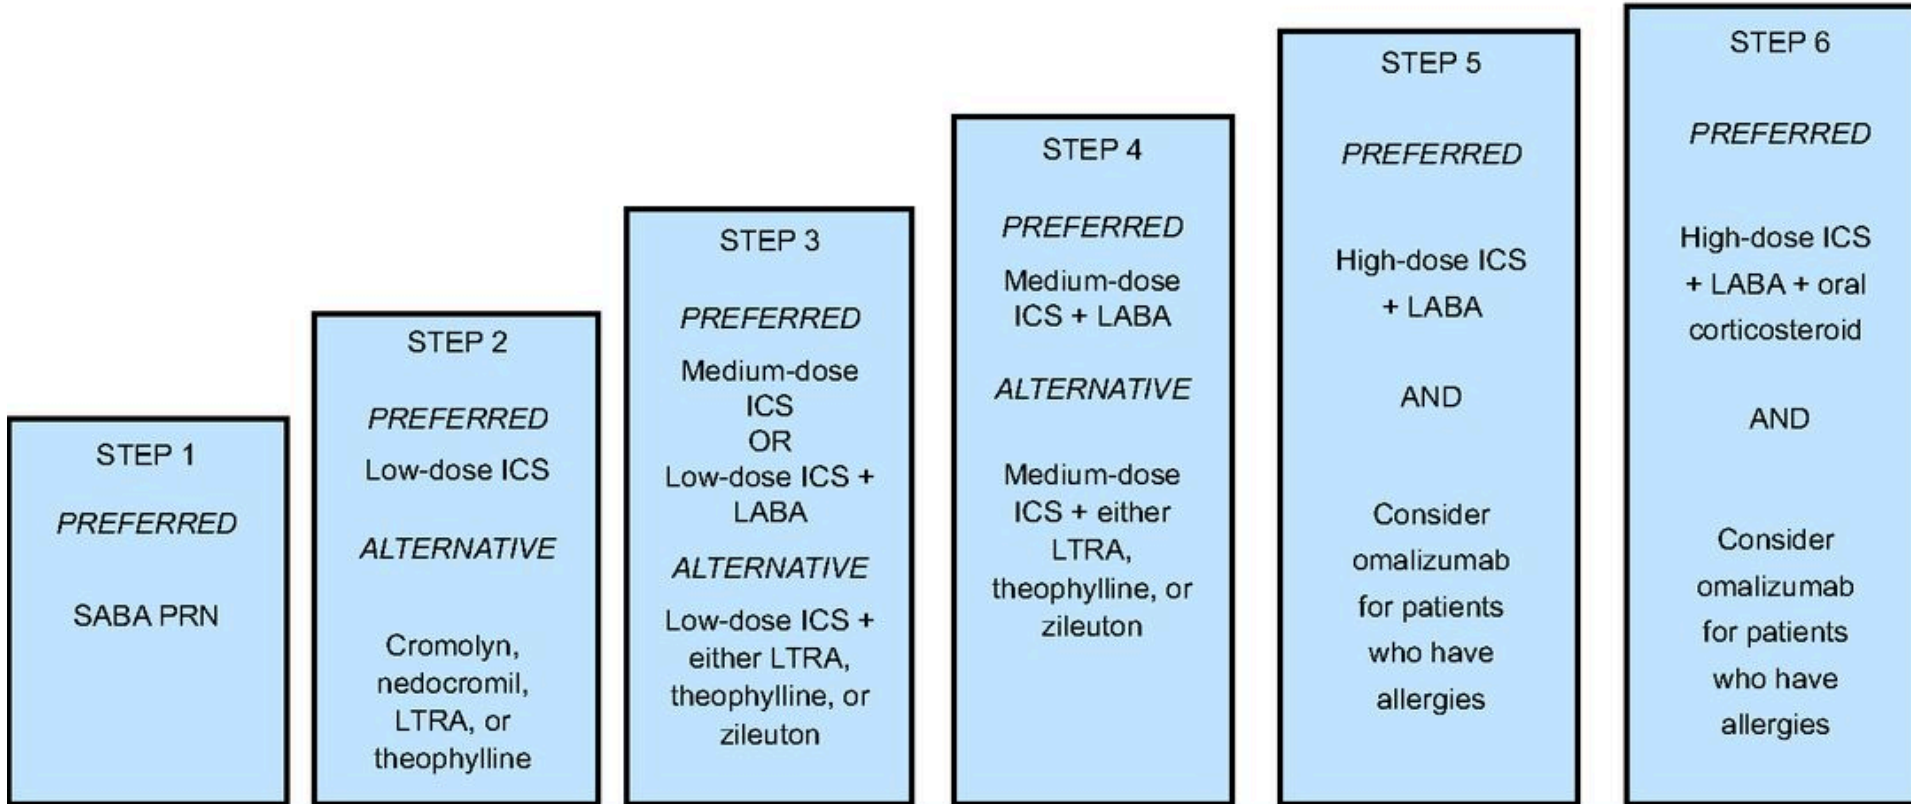 STEP 1
PREFERRED
SABA PRN
STEP 2
PREFERRED
Low-dose ICS
ALTERNATIVE
Cromolyn,
nedocromil,
LTRA, or
theophylline
STEP 3
PREFERRED
Medium-dose
ICS
OR
Low-dose ICS +
LABA
ALTERNATIVE
Low-dose ICS +
either LTRA,
theophylline, or
zileuton
STEP 4
PREFERRED
Medium-dose
ICS + LABA
ALTERNATIVE
Medium-dose
ICS + either
LTRA,
theophylline, or
zileuton
STEP 5
PREFERRED
High-dose ICS
+ LABA
AND
Consider
omalizumab
for patients
who have
allergies
STEP 6
PREFERRED
High-dose ICS
+ LABA + oral
corticosteroid
AND
Consider
omalizumab
for patients
who have
allergies